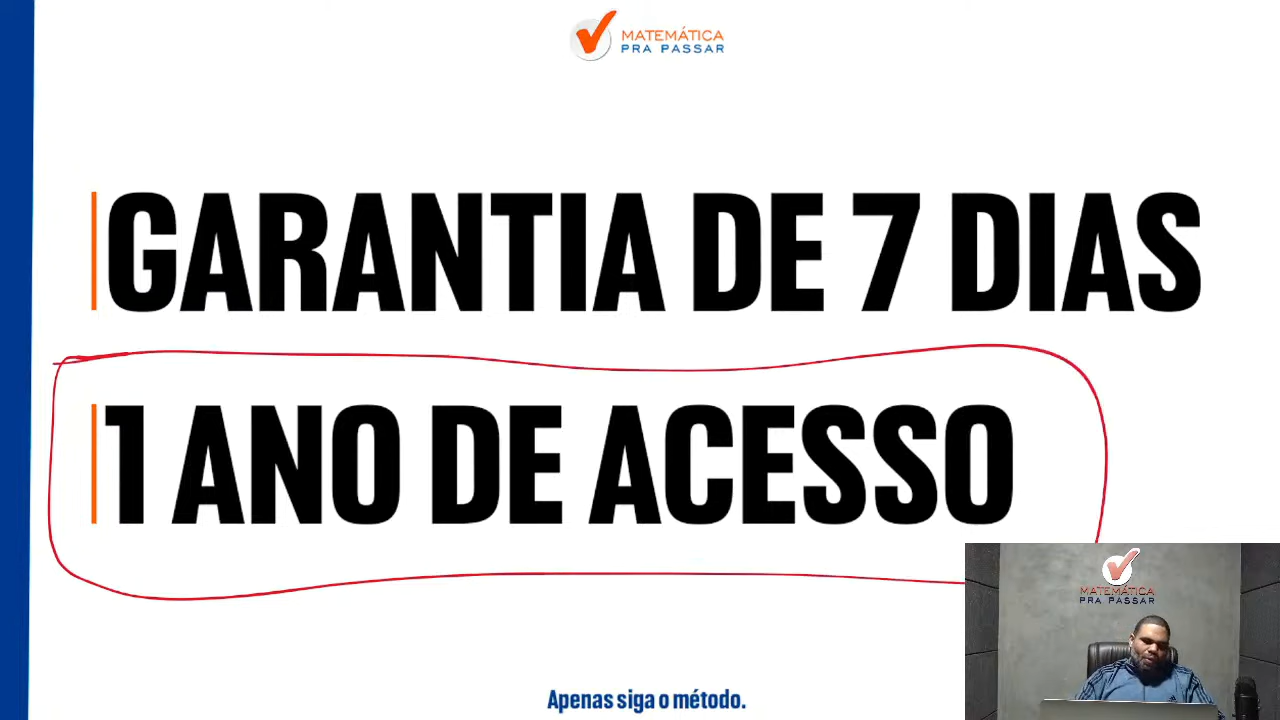 MATEMÁTICA
PRA PASSAR
GARANTIA DE 7 DIAS
1 ANO DE ACESSO
MATEMÁTICA
PRA PASSAR
Apenas siga o método.